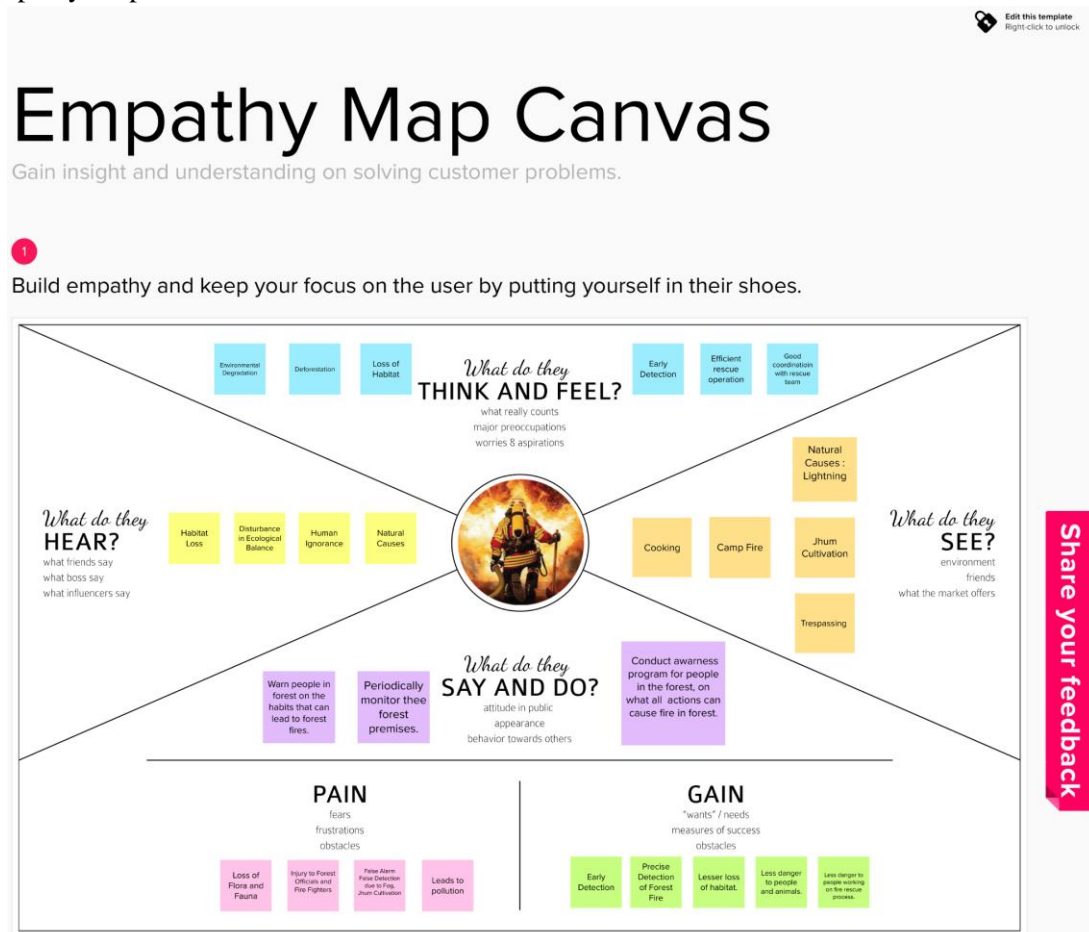 Edit this template
Right-click to unlock
Empathy Map Canvas
Gain insight and understanding on solving customer problems.
1
Build empathy and keep your focus on the user by putting yourself in their shoes.
Environmental
Degradation
Deforestation
Loss of
Habitat
What do they
THINK AND FEEL?
what really counts
major preoccupations
worries & aspirations
Early
Detection
Efficient
rescue
operation
Good
coordinatioin
with rescue
team
What do they
HEAR?
what friends say
what boss say
what influencers say
Habitat
Loss
Disturbance
in Ecological
Balance
Human
Ignorance
Natural
Causes
Natural
Causes :
Lightning
Cooking
Camp Fire
Jhum
Cultivation
Trespassing
What do they
SEE?
environment
friends
what the market offers
Warn people in
forest on the
habits that can
lead to forest
fires.
Periodically
monitor thee
forest
premises.
What do they
SAY AND DO?
attitude in public
appearance
behavior towards others
Conduct awarness
program for people
in the forest, on
what all actions can
cause fire in forest.
PAIN
fears
frustrations
obstacles
Loss of
Flora and
Fauna
Injury to Forest
Officials and
Fire Fighters
False Alarm
False Detection
due to Fog,
Jhum Cultivation
Leads to
pollution
GAIN
"wants" / needs
measures of success
obstacles
Early
Detection
Precise
Detection
of Forest
Fire
Lesser loss
of habitat.
Less danger
to people
and animals.
Less danger to
people working
on fire rescue
process.
Share your feedback